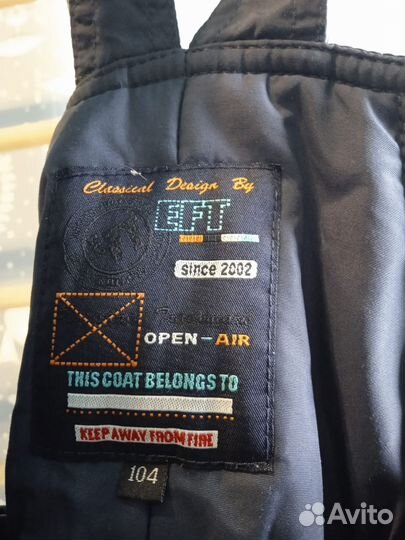 Classical Design By
EFT
since 2002
OPEN-AIR
THIS COAT BELONGS TO
KEEP AWAY FROM FIRE
104
Avito